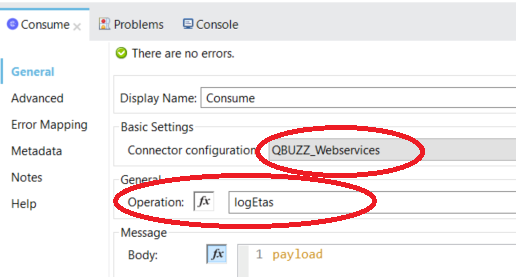 Consume Problems Console
There are no errors.
General
Advanced
Error Mapping
Metadata
Notes
Help
Display Name: Consume
Basic Settings
Connector configuration: QBUZZ_Webservices
General
Operation: fx logEtas
Message
Body: fx 1 payload